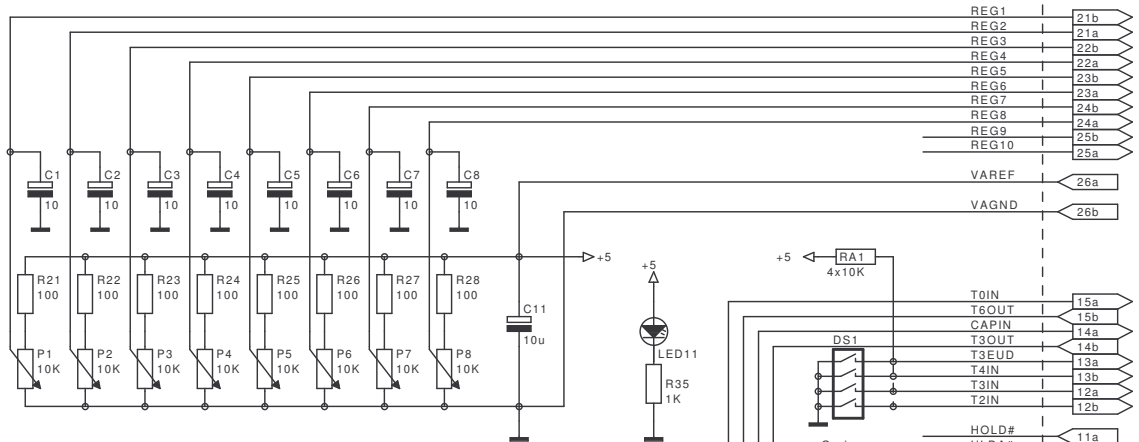 REG1 21b
REG2 21a
REG3 22b
REG4 22a
REG5 23b
REG6 23a
REG7 24b
REG8 24a
REG9 25b
REG10 25a
C1 C2 C3 C4 C5 C6 C7 C8
10 10 10 10 10 10 10 10
VAREF 26a
VAGND 26b
+5
+5 RA1
4x10K
+5
R21 R22 R23 R24 R25 R26 R27 R28
100 100 100 100 100 100 100 100
C11
10u
T0IN 15a
T6OUT 15b
CAPIN 14a
T3OUT 14b
DS1
T3EUD 13a
T4IN 13b
T3IN 12a
T2IN 12b
LED11
P1 P2 P3 P4 P5 P6 P7 P8
10K 10K 10K 10K 10K 10K 10K 10K
R35
1K
HOLD# 11a